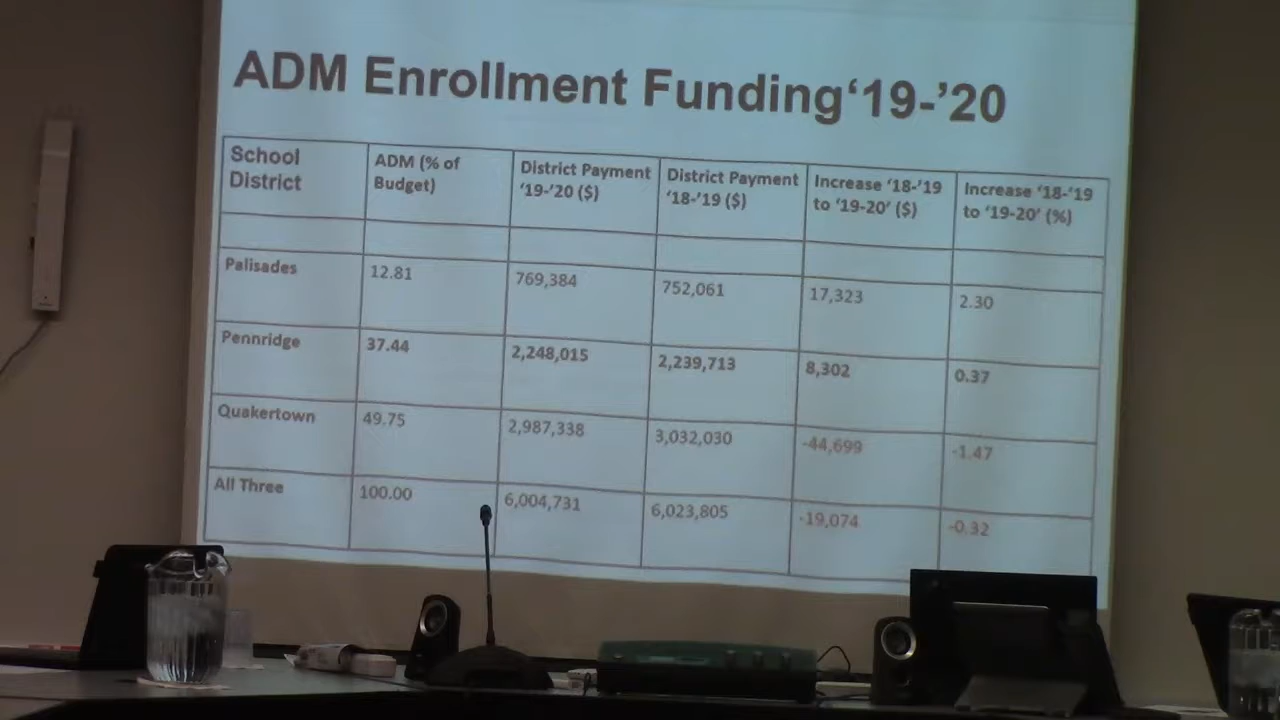 ADM Enrollment Funding‘19-’20
School District
ADM (% of Budget)
District Payment ‘19-’20 ($)
District Payment ‘18-’19 ($)
Increase ‘18-‘19 to ‘19-20’ ($)
Increase ‘18-‘19 to ‘19-20’ (%)
Palisades 12.81 769,384 752,061 17,323 2.30
Pennridge 37.44 2,248,015 2,239,713 8,302 0.37
Quakertown 49.75 2,987,338 3,032,030 -44,699 -1.47
All Three 100.00 6,004,731 6,023,805 -19,074 -0.32